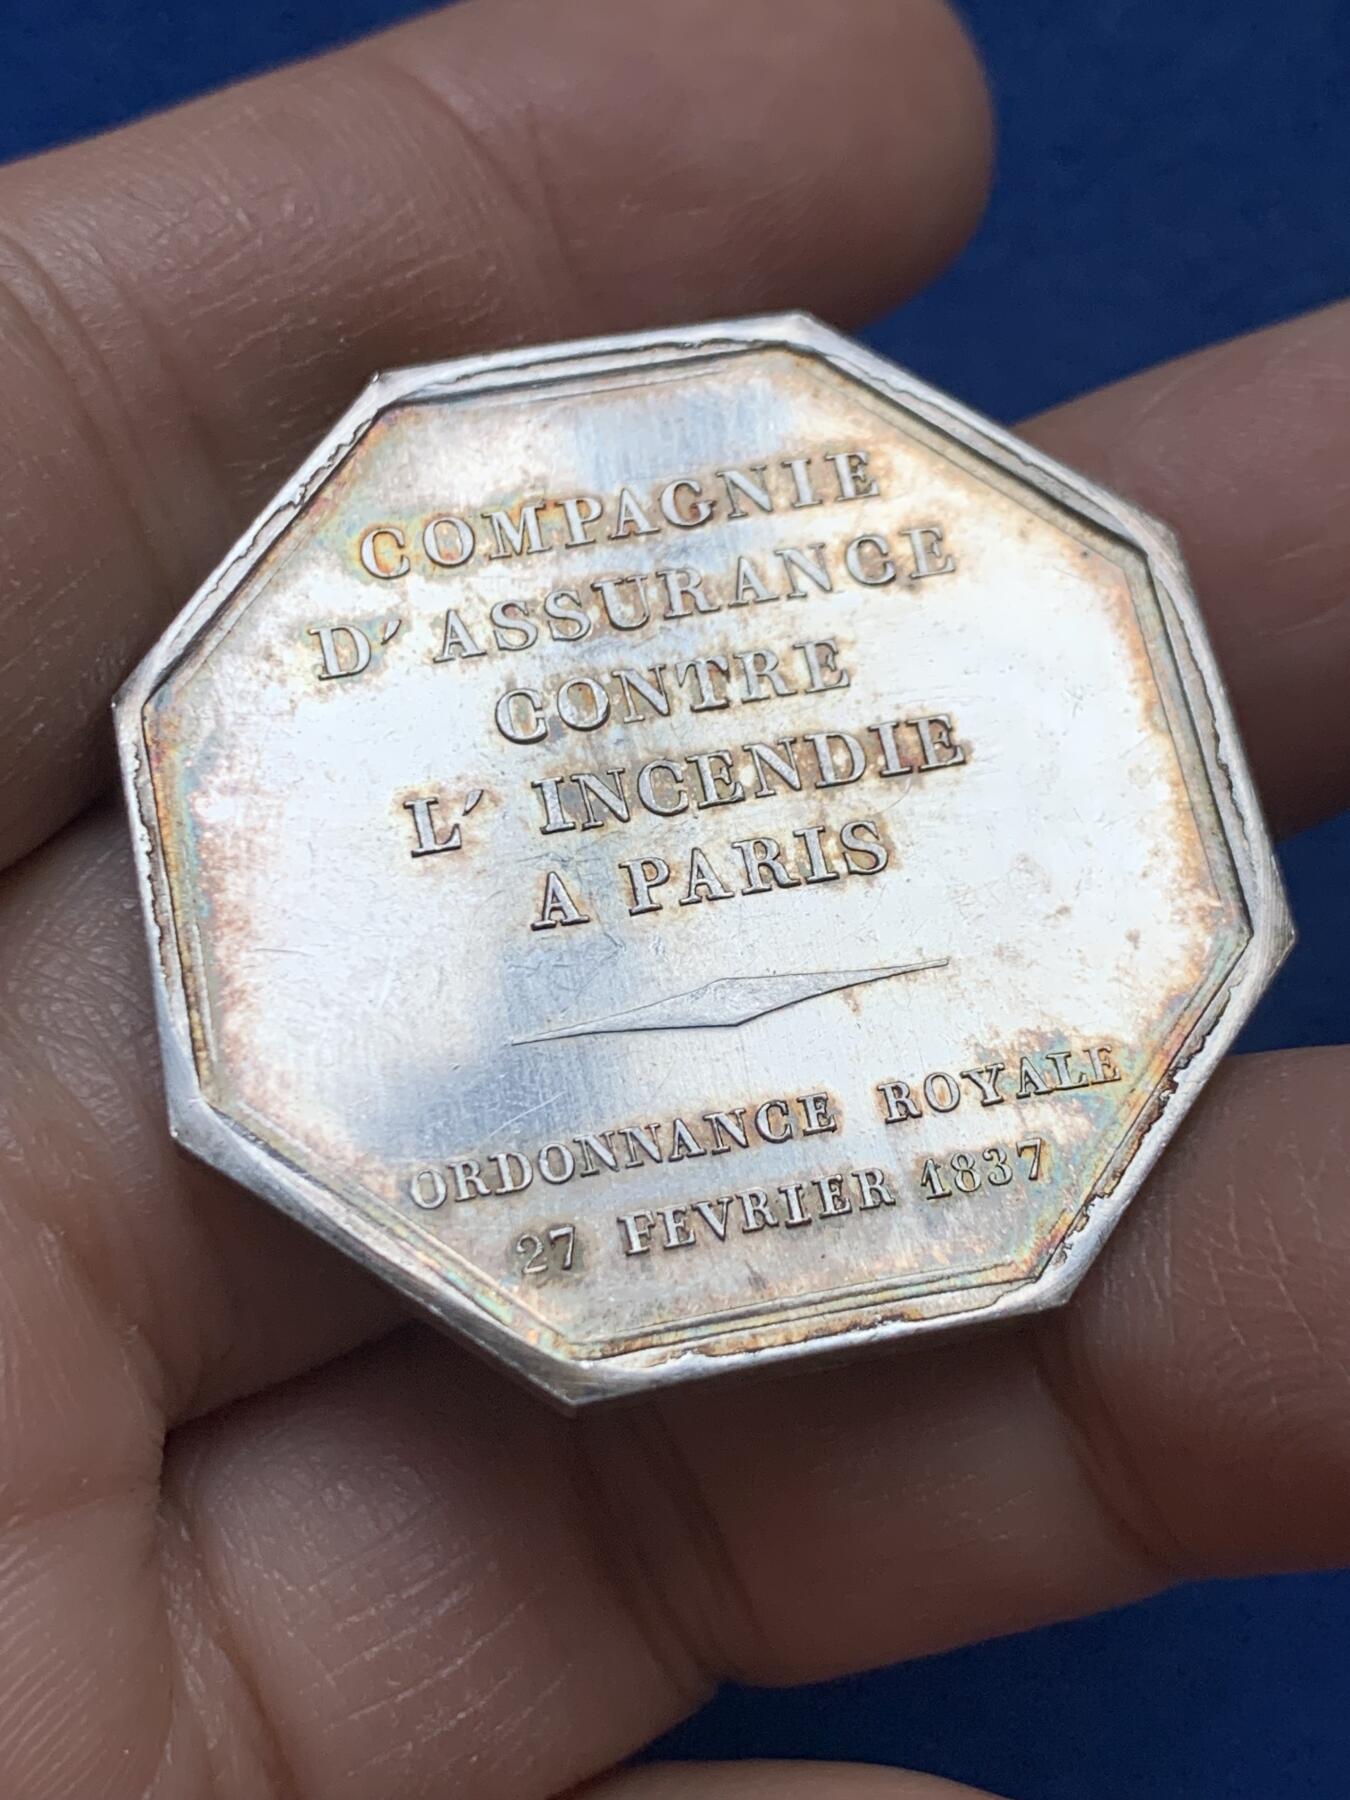 COMPAGNIE
D' ASSURANCE
CONTRE
L' INCENDIE
A PARIS
ORDONNANCE ROYALE
27 FEVRIER 1837